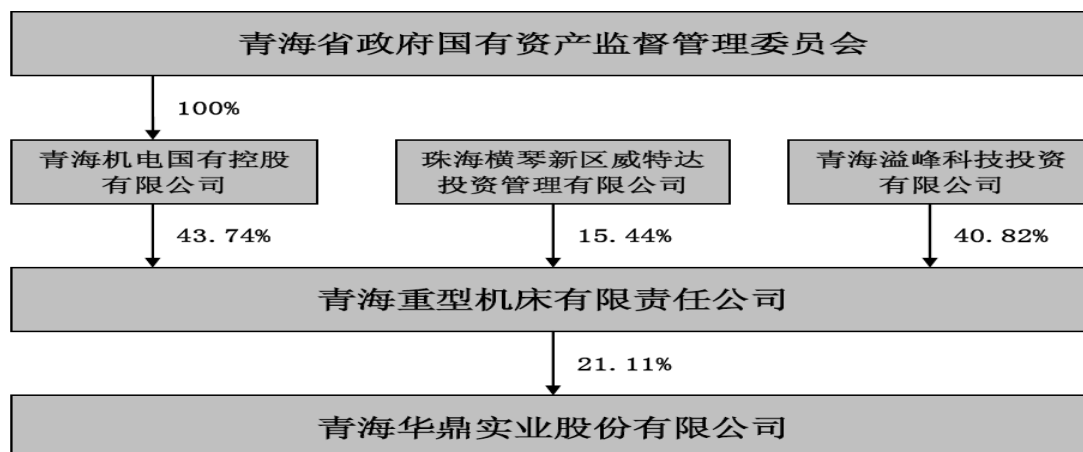 青海省政府国有资产监督管理委员会
100%
青海机电国有控股
有限公司
珠海横琴新区威特达
投资管理有限公司
青海溢峰科技投资
有限公司
43.74%
15.44%
40.82%
青海重型机床有限责任公司
21.11%
青海华鼎实业股份有限公司